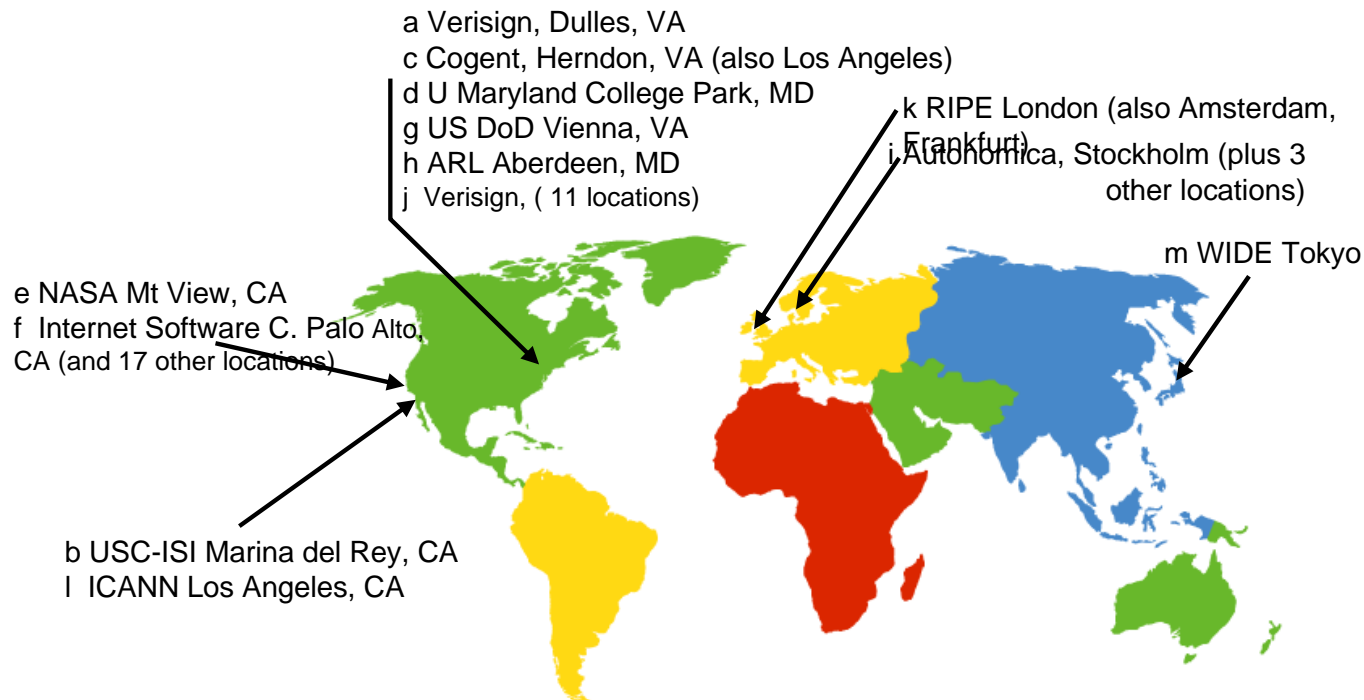 a Verisign, Dulles, VA
c Cogent, Herndon, VA (also Los Angeles)
d U Maryland College Park, MD
g US DoD Vienna, VA
h ARL Aberdeen, MD
j Verisign, ( 11 locations)
k RIPE London (also Amsterdam,
Frankfurt)
i Autonomica, Stockholm (plus 3
other locations)
m WIDE Tokyo
e NASA Mt View, CA
f Internet Software C. Palo Alto,
CA (and 17 other locations)
b USC-ISI Marina del Rey, CA
l ICANN Los Angeles, CA